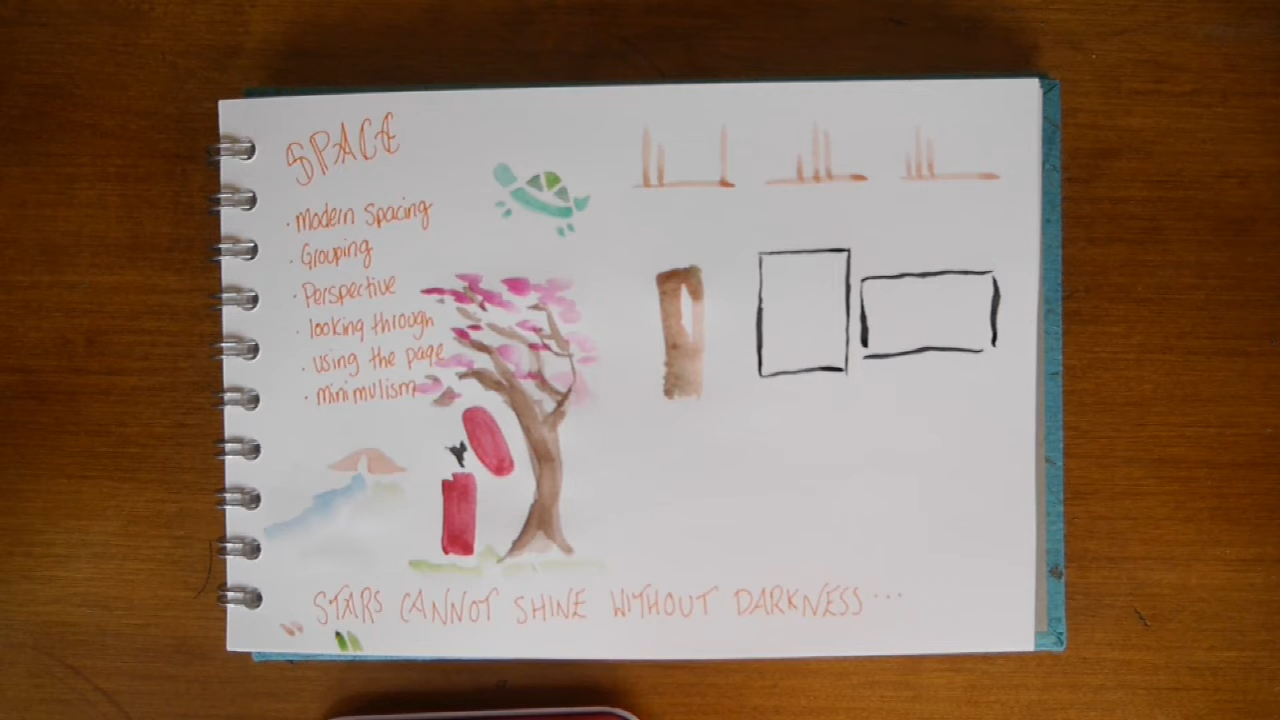 SPACE
· Modern Spacing
· Grouping
· Perspective
· looking through
· using the page
· minimulism
STARS CANNOT SHINE WITHOUT DARKNESS...